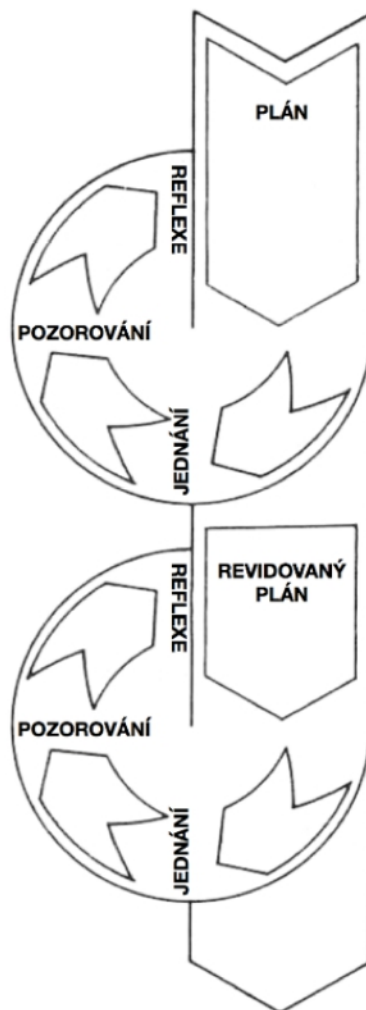 PLÁN
REFLEXE
POZOROVÁNÍ
JEDNÁNÍ
REVIDOVANÝ
PLÁN
REFLEXE
POZOROVÁNÍ
JEDNÁNÍ